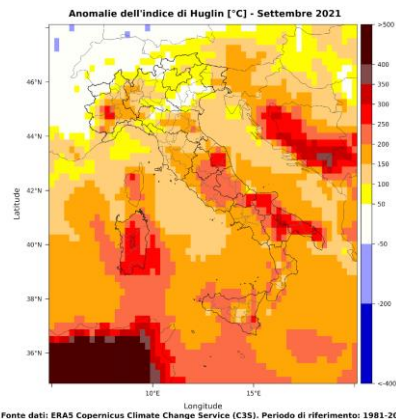 Anomalie dell'indice di Huglin [°C] - Settembre 2021
>500
400
350
300
250
200
150
100
50
-50
-200
<-400
46°N
44°N
42°N
40°N
38°N
36°N
Latitude
10°E
15°E
Longitude
Fonte dati: ERA5 Copernicus Climate Change Service (C3S). Periodo di riferimento: 1981-20